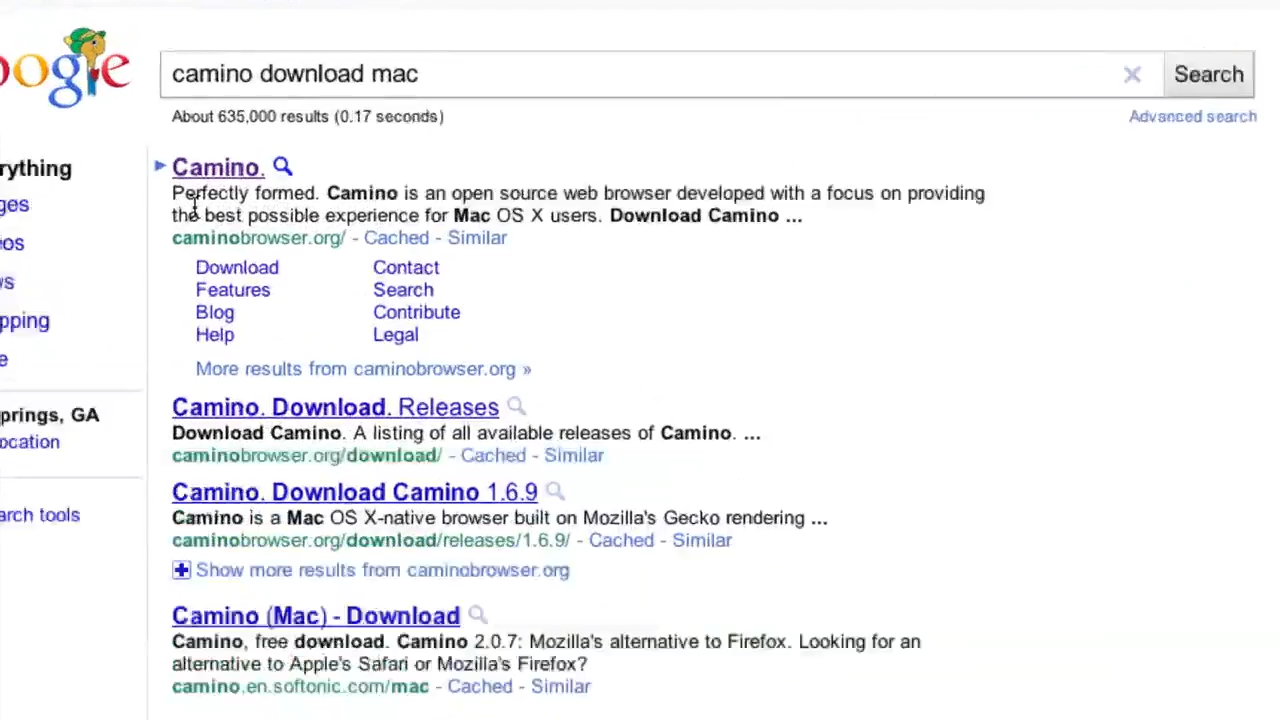 oogle
camino download mac
Search
About 635,000 results (0.17 seconds)
Advanced search
rything
ges
os
s
pping
e
prings, GA
ocation
arch tools
Camino.
Perfectly formed. Camino is an open source web browser developed with a focus on providing
the best possible experience for Mac OS X users. Download Camino ...
caminobrowser.org/ - Cached - Similar
Download Contact
Features Search
Blog Contribute
Help Legal
More results from caminobrowser.org »
Camino. Download. Releases
Download Camino. A listing of all available releases of Camino. ...
caminobrowser.org/download/ - Cached - Similar
Camino. Download Camino 1.6.9
Camino is a Mac OS X-native browser built on Mozilla's Gecko rendering ...
caminobrowser.org/download/releases/1.6.9/ - Cached - Similar
Show more results from caminobrowser.org
Camino (Mac) - Download
Camino, free download. Camino 2.0.7: Mozilla's alternative to Firefox. Looking for an
alternative to Apple's Safari or Mozilla's Firefox?
camino.en.softonic.com/mac - Cached - Similar